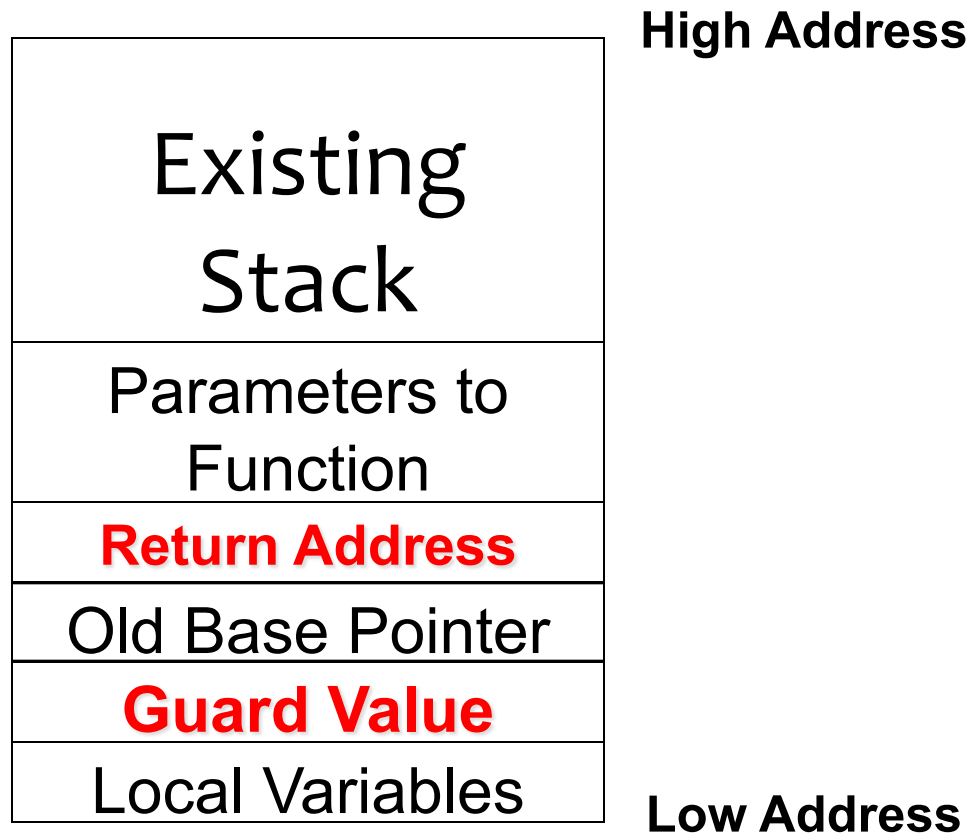 High Address
Existing
Stack
Parameters to
Function
Return Address
Old Base Pointer
Guard Value
Local Variables
Low Address